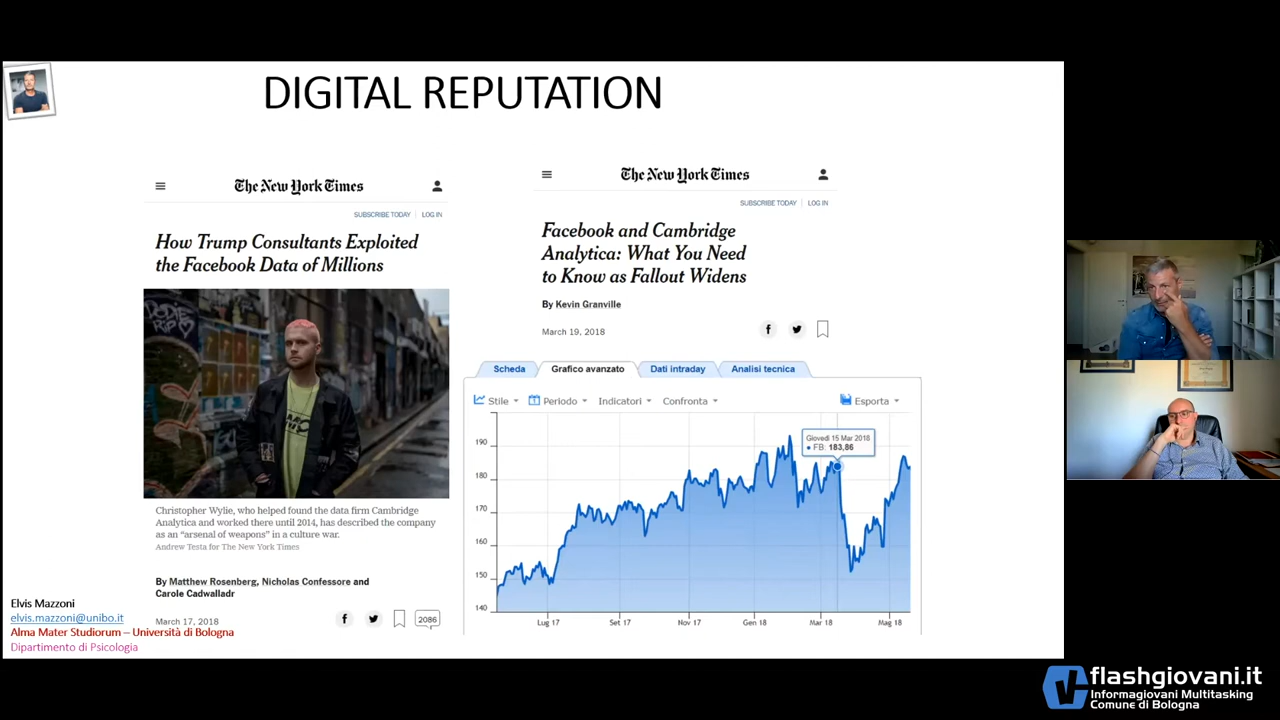 DIGITAL REPUTATION
The New York Times
SUBSCRIBE TODAY LOG IN
How Trump Consultants Exploited
the Facebook Data of Millions
Christopher Wylie, who helped found the data firm Cambridge
Analytica and worked there until 2014, has described the company
as an “arsenal of weapons” in a culture war.
Andrew Testa for The New York Times
By Matthew Rosenberg, Nicholas Confessore and
Carole Cadwalladr
March 17, 2018
2086
The New York Times
SUBSCRIBE TODAY LOG IN
Facebook and Cambridge
Analytica: What You Need
to Know as Fallout Widens
By Kevin Granville
March 19, 2018
Scheda Grafico avanzato Dati intraday Analisi tecnica
Stile Periodo Indicatori Confronta Esporta
Giovedì 15 Mar 2018
FB: 183,86
190
180
170
160
150
140
Lug 17 Set 17 Nov 17 Gen 18 Mar 18 Mag 18
Elvis Mazzoni
elvis.mazzoni@unibo.it
Alma Mater Studiorum – Università di Bologna
Dipartimento di Psicologia
flashgiovani.it
Informagiovani Multitasking
Comune di Bologna